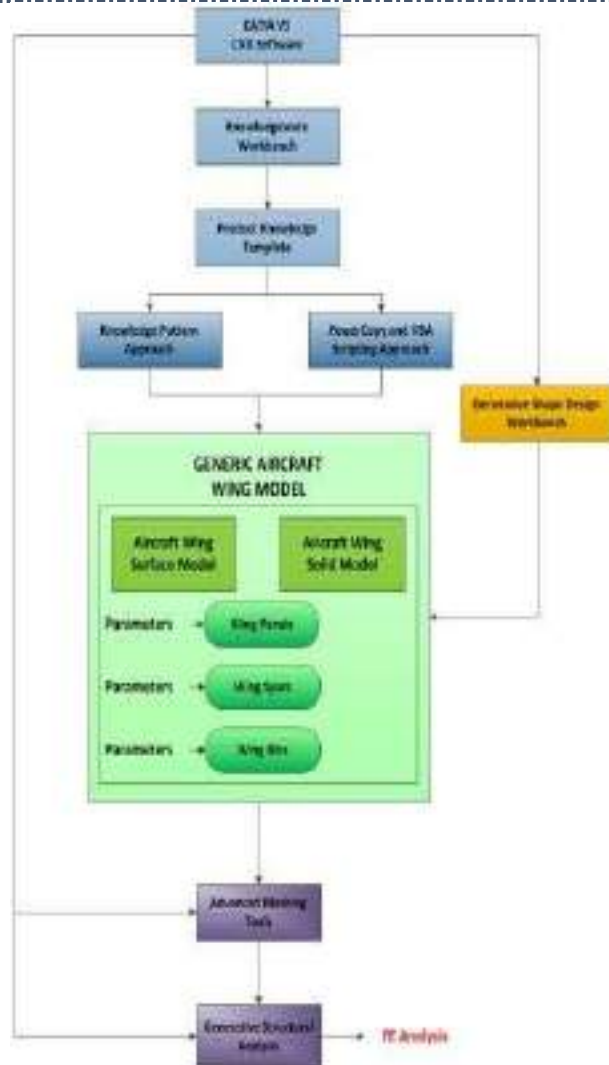 CATIA V5
CAD Software
Knowledgeware
Workbench
Product Knowledge
Template
Knowledge Pattern
Approach
PowerCopy and VBA
Scripting Approach
Generative Shape Design
Workbench
GENERIC AIRCRAFT
WING MODEL
Aircraft Wing
Surface Model
Aircraft Wing
Solid Model
Parameters
Wing Panels
Parameters
Wing Spars
Parameters
Wing Ribs
Advanced Meshing
Tools
Generative Structural
Analysis
FE Analysis